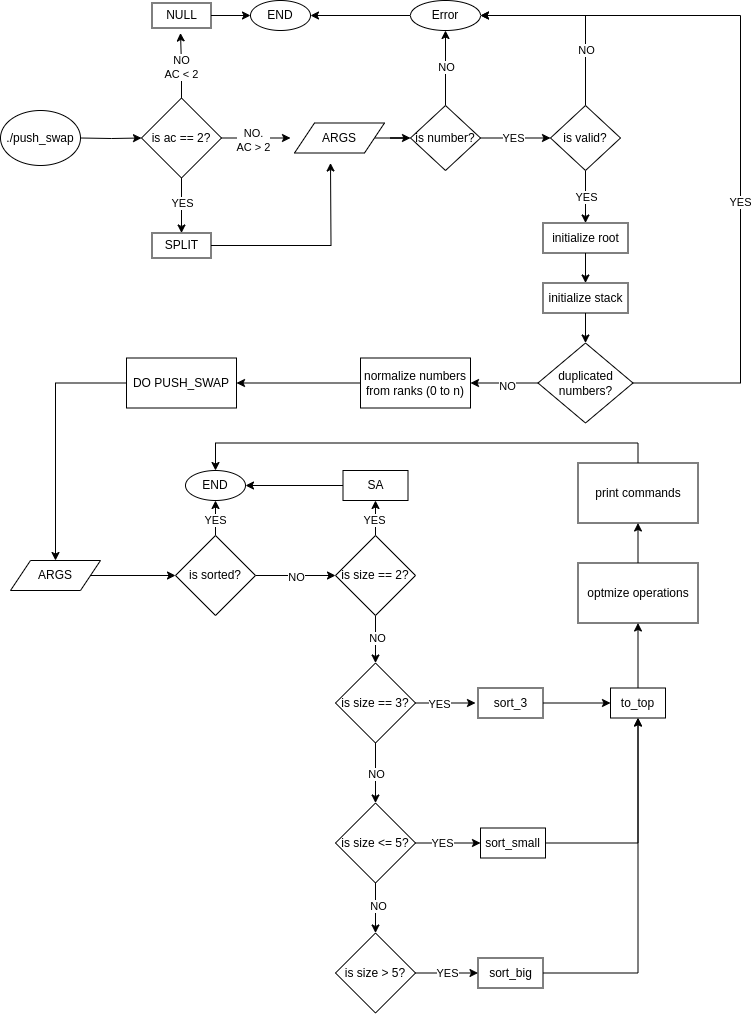 NULL
END
Error
NO
AC < 2
NO
NO
./push_swap
is ac == 2?
NO.
AC > 2
ARGS
is number?
YES
is valid?
YES
YES
YES
SPLIT
initialize root
initialize stack
DO PUSH_SWAP
normalize numbers
from ranks (0 to n)
NO
duplicated
numbers?
END
SA
print commands
YES
YES
ARGS
is sorted?
NO
is size == 2?
optmize operations
NO
is size == 3?
YES
sort_3
to_top
NO
is size <= 5?
YES
sort_small
NO
is size > 5?
YES
sort_big